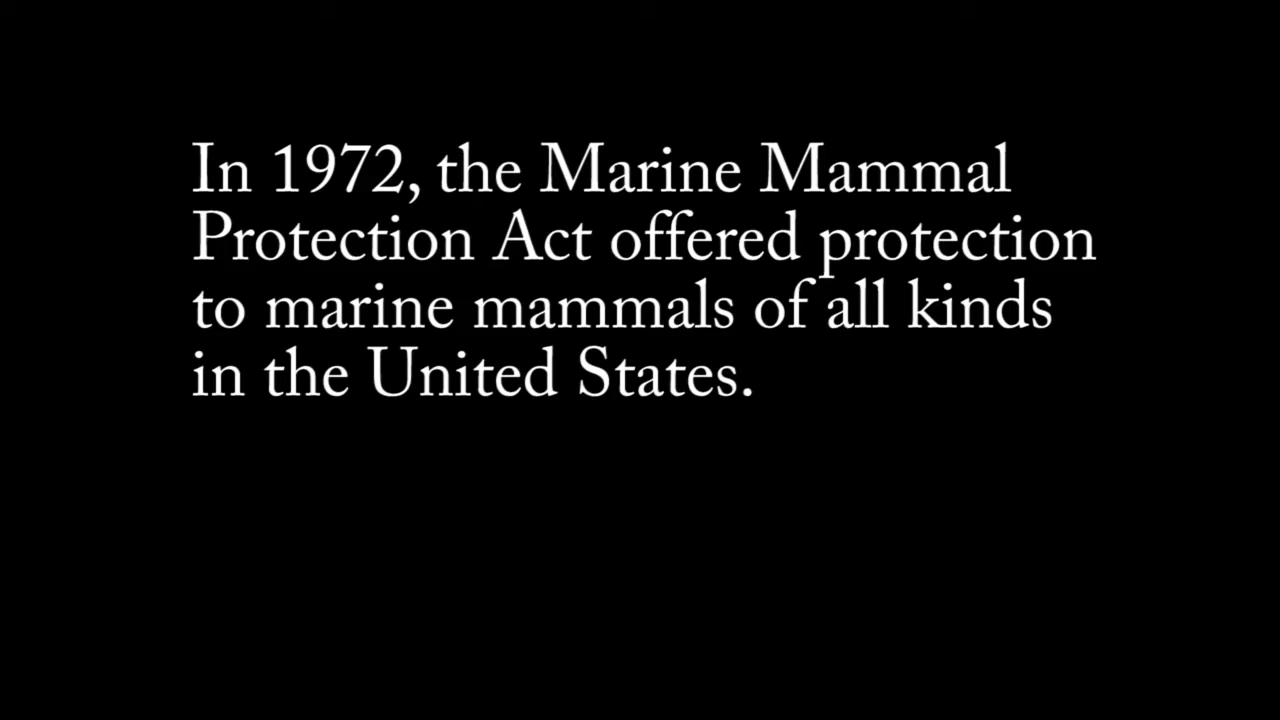 In 1972, the Marine Mammal
Protection Act offered protection
to marine mammals of all kinds
in the United States.